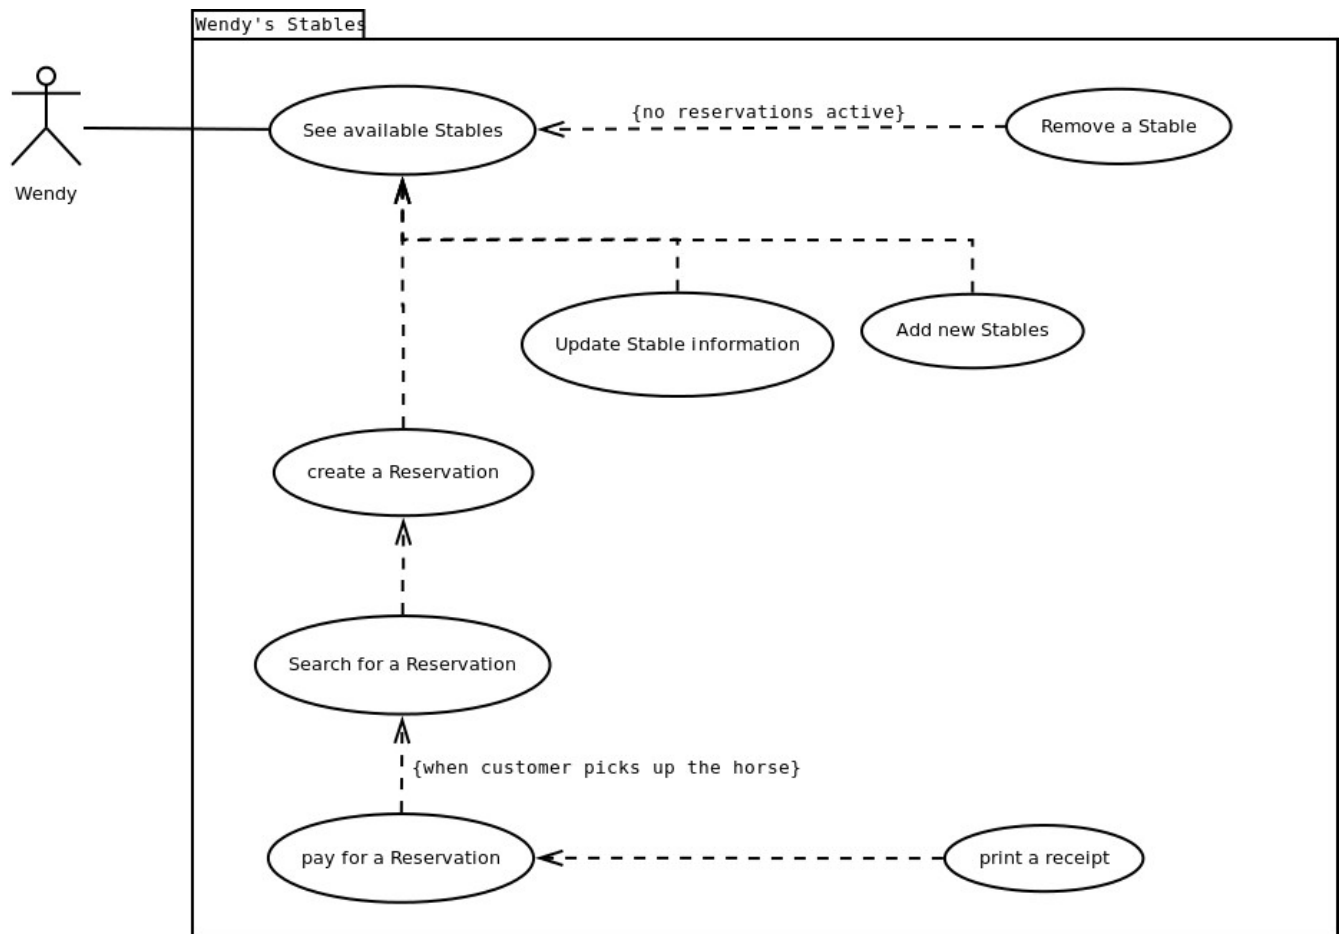 Wendy's Stables
See available Stables
{no reservations active}
Remove a Stable
Wendy
Update Stable information
Add new Stables
create a Reservation
Search for a Reservation
{when customer picks up the horse}
pay for a Reservation
print a receipt